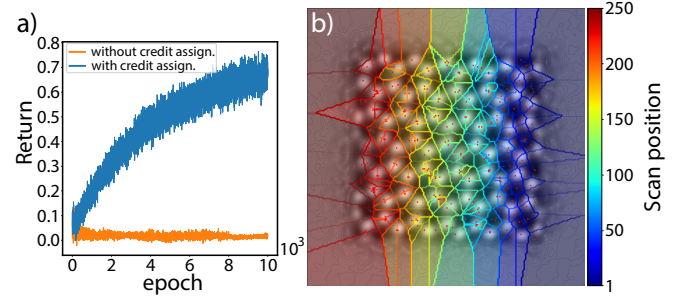 a)
without credit assign.
with credit assign.
0.8
0.7
0.6
0.5
0.4
0.3
0.2
0.1
0.0
Return
0 2 4 6 8 10
10³
epoch
b)
250
200
150
100
50
1
Scan position